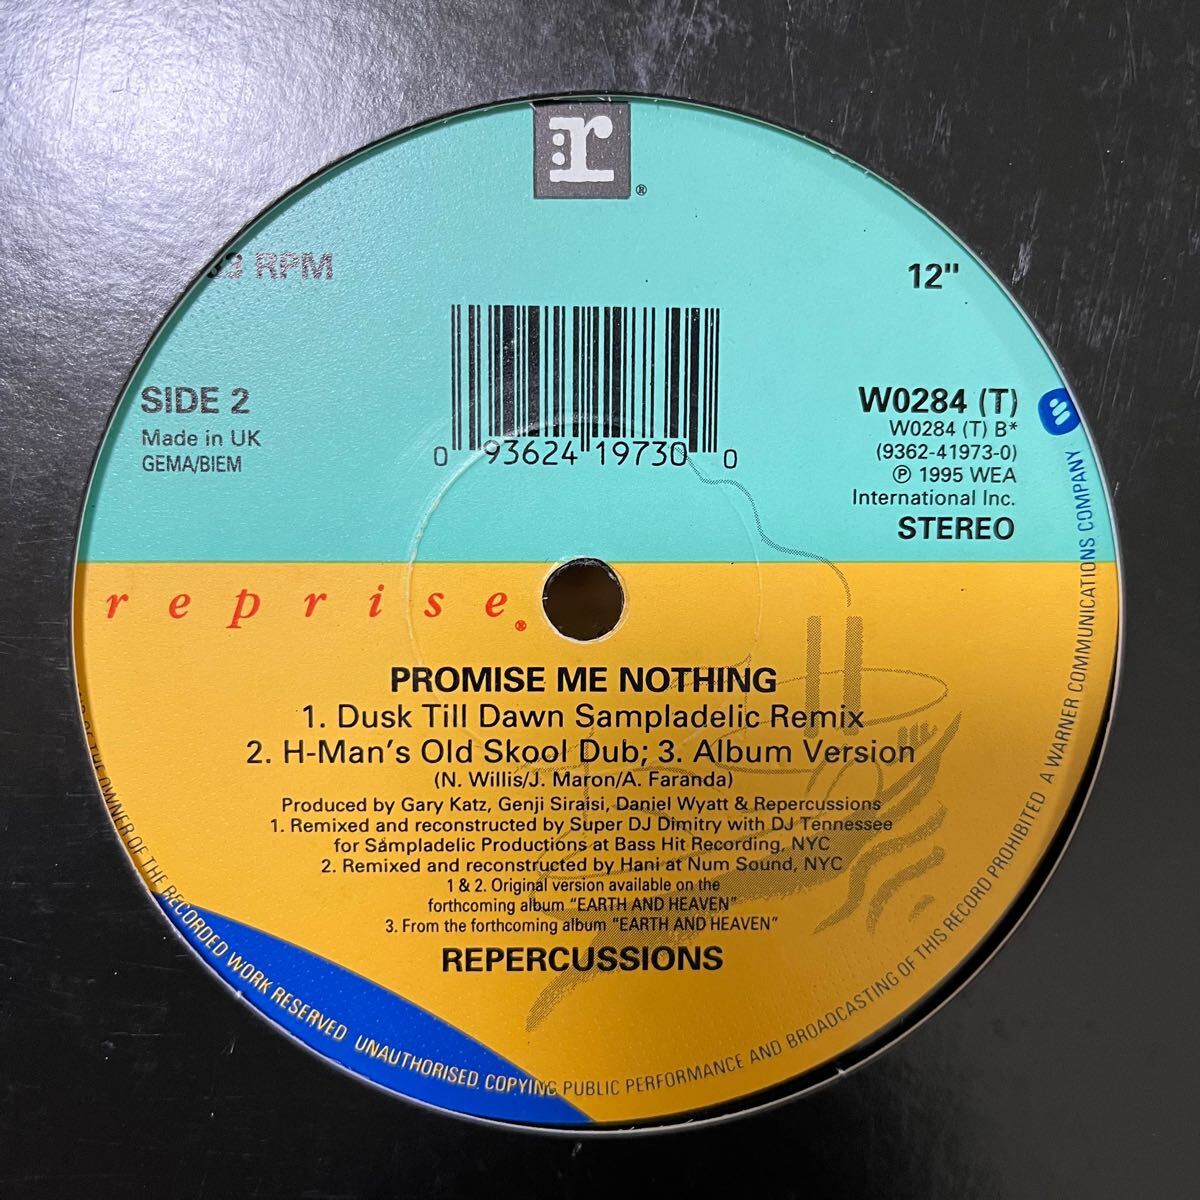 r ®
33 RPM
12"
SIDE 2
Made in UK
GEMA/BIEM
0 93624 19730 0
W0284 (T)
W0284 (T) B*
(9362-41973-0)
℗ 1995 WEA
International Inc.
STEREO
reprise®
PROMISE ME NOTHING
1. Dusk Till Dawn Sampladelic Remix
2. H-Man's Old Skool Dub; 3. Album Version
(N. Willis/J. Maron/A. Faranda)
Produced by Gary Katz, Genji Siraisi, Daniel Wyatt & Repercussions
1. Remixed and reconstructed by Super DJ Dimitry with DJ Tennessee
for Sampladelic Productions at Bass Hit Recording, NYC
2. Remixed and reconstructed by Hani at Num Sound, NYC
1 & 2. Original version available on the
forthcoming album "EARTH AND HEAVEN"
3. From the forthcoming album "EARTH AND HEAVEN"
REPERCUSSIONS
OF THE OWNER OF THE RECORDED WORK RESERVED UNAUTHORISED COPYING PUBLIC PERFORMANCE AND BROADCASTING OF THIS RECORD PROHIBITED A WARNER COMMUNICATIONS COMPANY